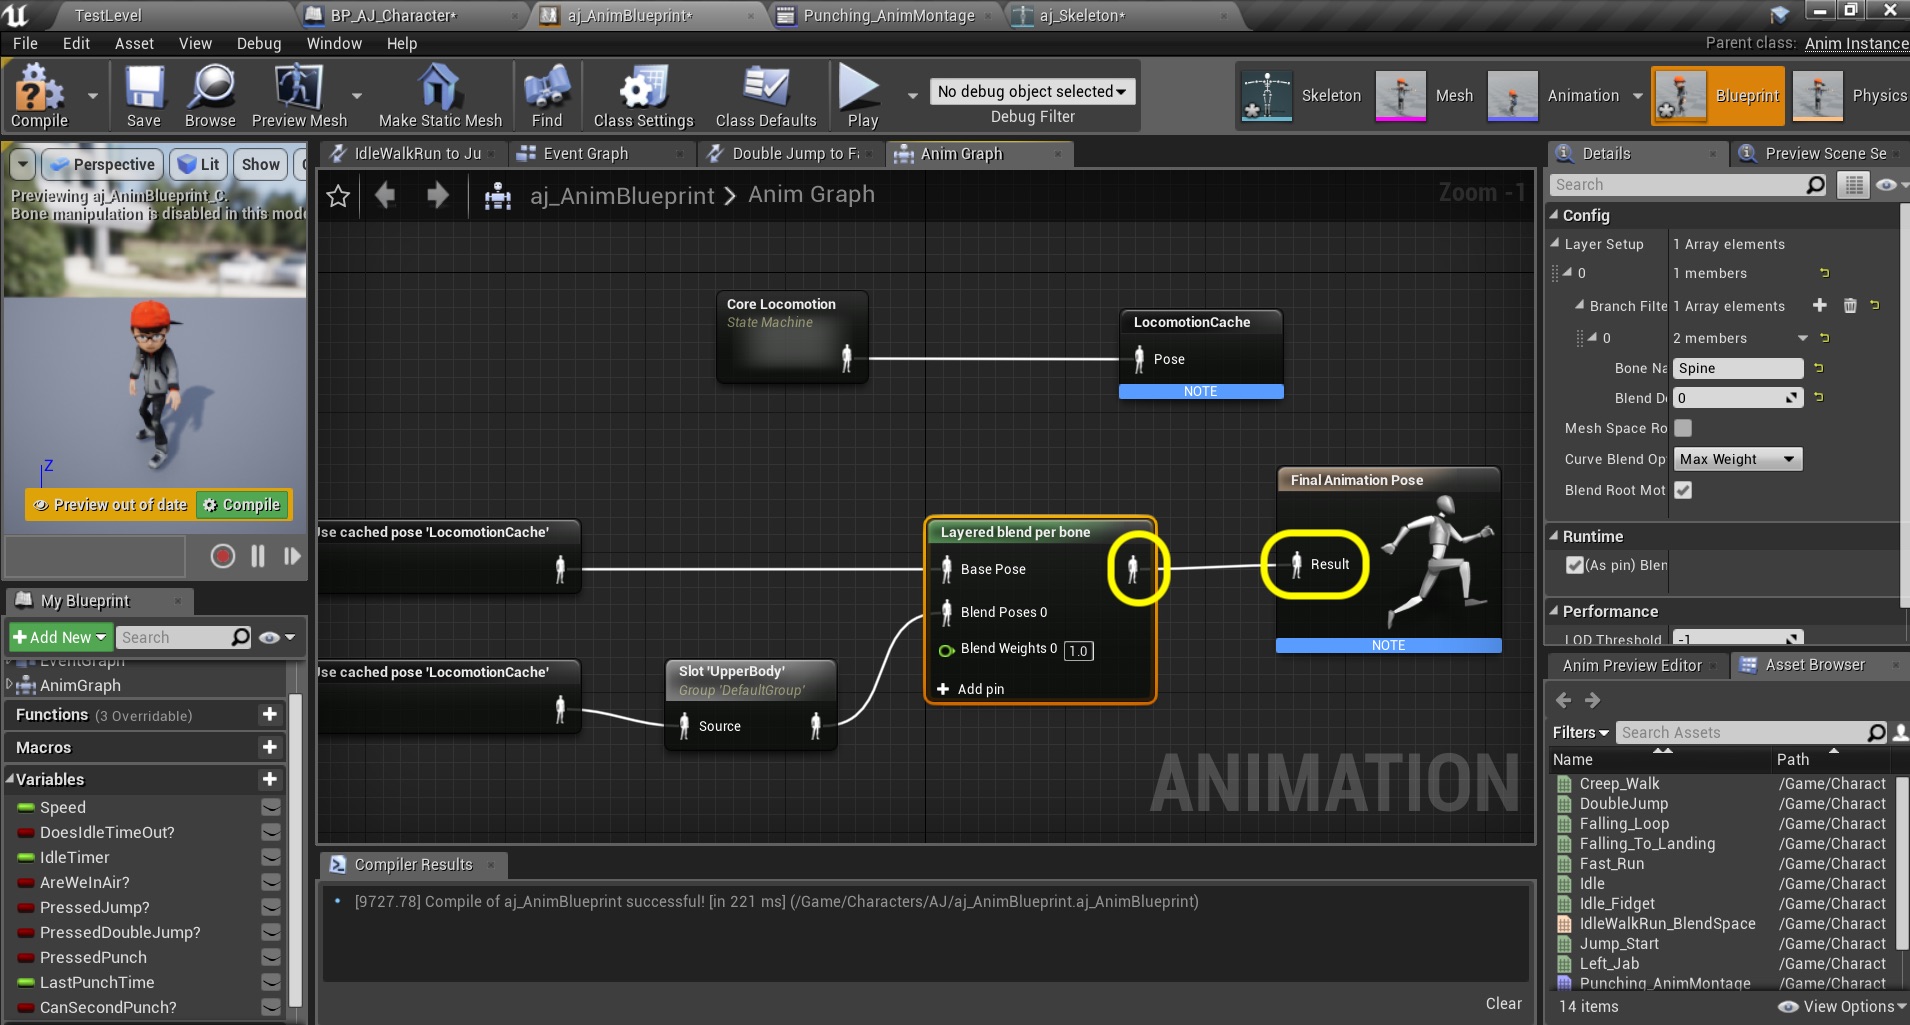 TestLevel
BP_AJ_Character*
aj_AnimBlueprint*
Punching_AnimMontage
aj_Skeleton*
File Edit Asset View Debug Window Help
Parent class: Anim Instance
Compile
Save
Browse
Preview Mesh
Make Static Mesh
Find
Class Settings
Class Defaults
Play
No debug object selected
Debug Filter
Skeleton
Mesh
Animation
Blueprint
Physics
Perspective
Lit
Show
Previewing aj_AnimBlueprint_C.
Bone manipulation is disabled in this mode
Z
Preview out of date
Compile
My Blueprint
Add New
Search
EventGraph
AnimGraph
Functions (3 Overridable)
Macros
Variables
Speed
DoesIdleTimeOut?
IdleTimer
AreWeInAir?
PressedJump?
PressedDoubleJump?
PressedPunch
LastPunchTime
CanSecondPunch?
IdleWalkRun to Ju
Event Graph
Double Jump to Fa
Anim Graph
aj_AnimBlueprint > Anim Graph
Zoom -1
Core Locomotion
State Machine
LocomotionCache
Pose
NOTE
Use cached pose 'LocomotionCache'
Layered blend per bone
Base Pose
Blend Poses 0
Blend Weights 0 1.0
Add pin
Final Animation Pose
Result
NOTE
Use cached pose 'LocomotionCache'
Slot 'UpperBody'
Group 'DefaultGroup'
Source
ANIMATION
Compiler Results
[9727.78] Compile of aj_AnimBlueprint successful! [in 221 ms] (/Game/Characters/AJ/aj_AnimBlueprint.aj_AnimBlueprint)
Clear
Details
Preview Scene Se
Search
Config
Layer Setup 1 Array elements
0 1 members
Branch Filte 1 Array elements
0 2 members
Bone Na Spine
Blend De 0
Mesh Space Ro
Curve Blend Op Max Weight
Blend Root Mot
Runtime
(As pin) Blen
Performance
LOD Threshold -1
Anim Preview Editor
Asset Browser
Filters
Search Assets
Name Path
Creep_Walk /Game/Charact
DoubleJump /Game/Charact
Falling_Loop /Game/Charact
Falling_To_Landing /Game/Charact
Fast_Run /Game/Charact
Idle /Game/Charact
Idle_Fidget /Game/Charact
IdleWalkRun_BlendSpace /Game/Charact
Jump_Start /Game/Charact
Left_Jab /Game/Charact
Punching_AnimMontage /Game/Charact
14 items
View Options